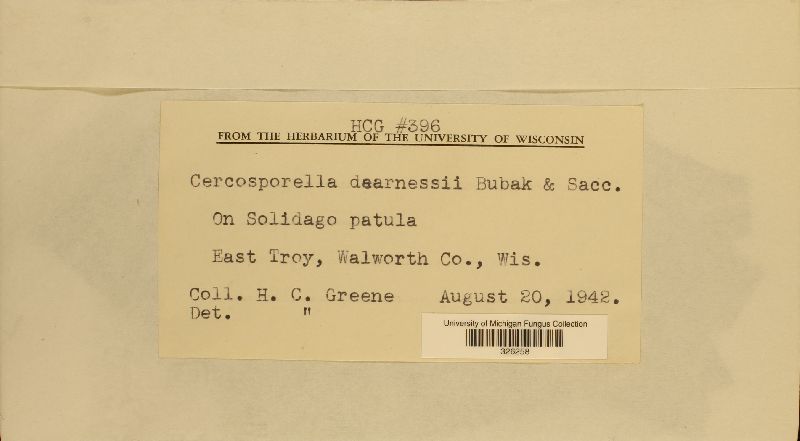 HCG #396
FROM THE HERBARIUM OF THE UNIVERSITY OF WISCONSIN
Cercosporella dearnessii Bubak & Sacc.
On Solidago patula
East Troy, Walworth Co., Wis.
Coll. H. C. Greene August 20, 1942.
Det. "
University of Michigan Fungus Collection
326258